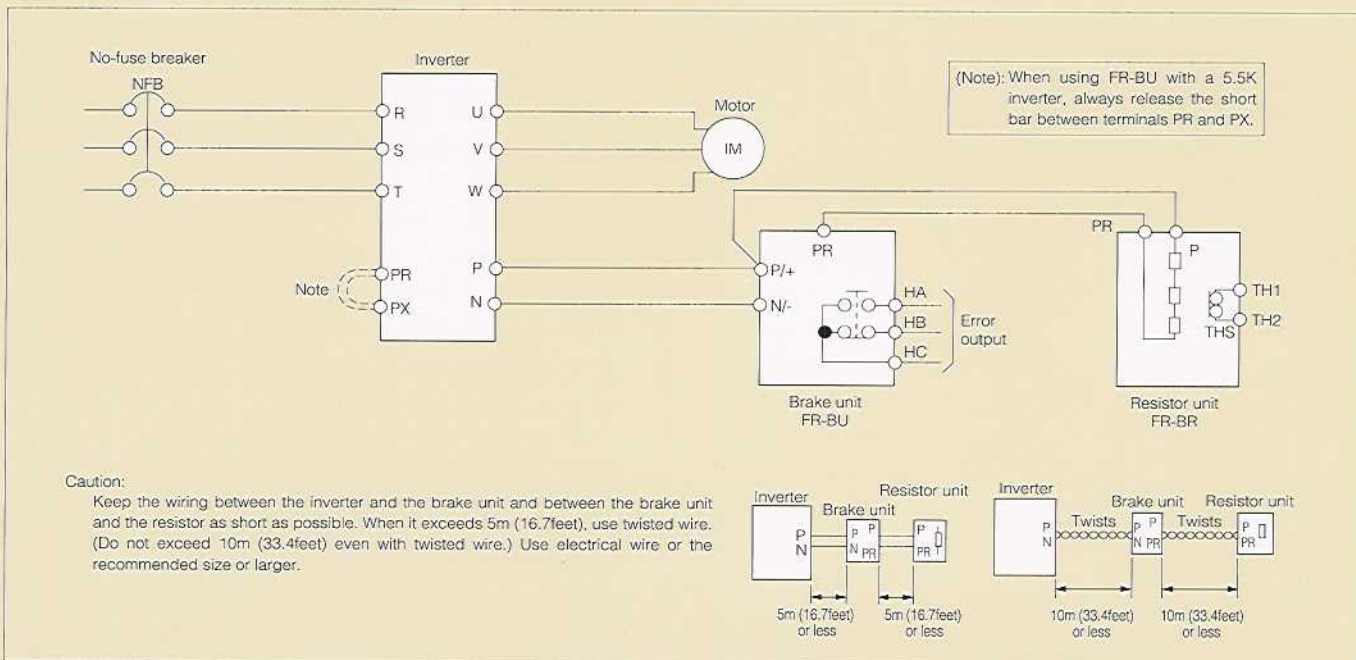 No-fuse breaker
NFB
Inverter
R
S
T
U
V
W
PR
PX
Note
P
N
Motor
IM
(Note): When using FR-BU with a 5.5K
inverter, always release the short
bar between terminals PR and PX.
PR
P/+
N/-
HA
HB
HC
Error
output
Brake unit
FR-BU
PR
P
TH1
TH2
THS
Resistor unit
FR-BR
Caution:
Keep the wiring between the inverter and the brake unit and between the brake unit
and the resistor as short as possible. When it exceeds 5m (16.7feet), use twisted wire.
(Do not exceed 10m (33.4feet) even with twisted wire.) Use electrical wire or the
recommended size or larger.
Inverter
Brake unit
Resistor unit
P
N
P P
N PR
P
5m (16.7feet)
or less
5m (16.7feet)
or less
Inverter
Brake unit
Resistor unit
P
N
Twists
P P
N PR
Twists
P
PR
10m (33.4feet)
or less
10m (33.4feet)
or less